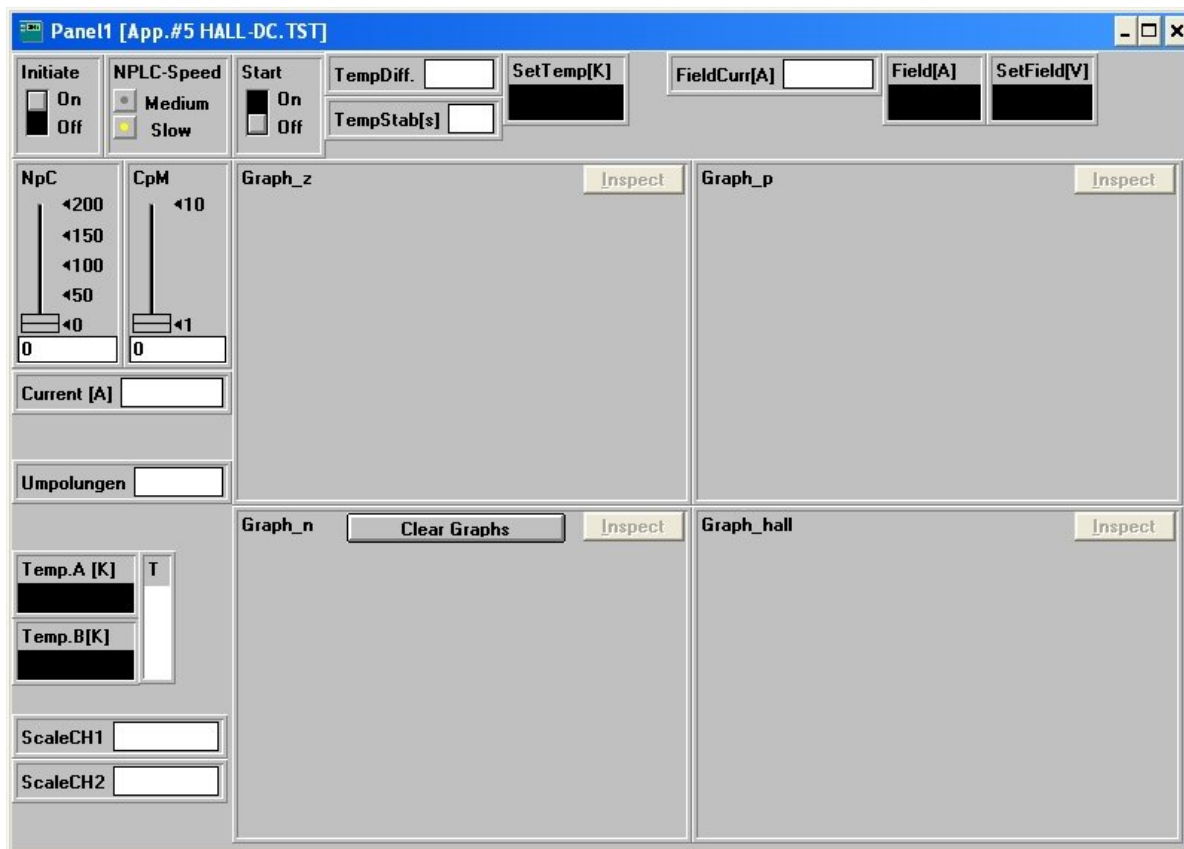 Panel1 [App.#5 HALL-DC.TST]
Initiate
On
Off
NPLC-Speed
Medium
Slow
Start
On
Off
TempDiff.
TempStab[s]
SetTemp[K]
FieldCurr[A]
Field[A]
SetField[V]
NpC
200
150
100
50
0
0
CpM
10
1
0
Current [A]
Umpolungen
Temp.A [K]
T
Temp.B[K]
ScaleCH1
ScaleCH2
Graph_z
Inspect
Graph_p
Inspect
Graph_n
Clear Graphs
Inspect
Graph_hall
Inspect